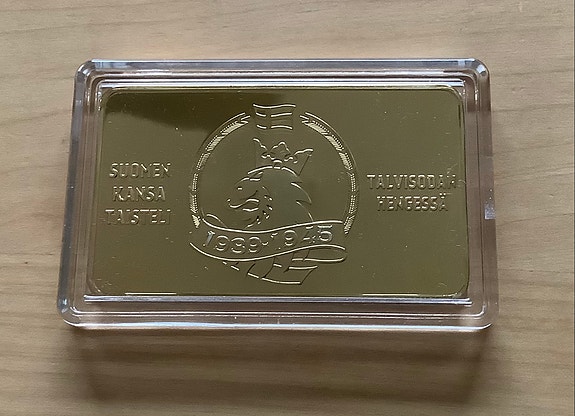 SUOMEN
KANSA
TAISTELI
1939-1945
TALVISODAN
HENGESSÄ